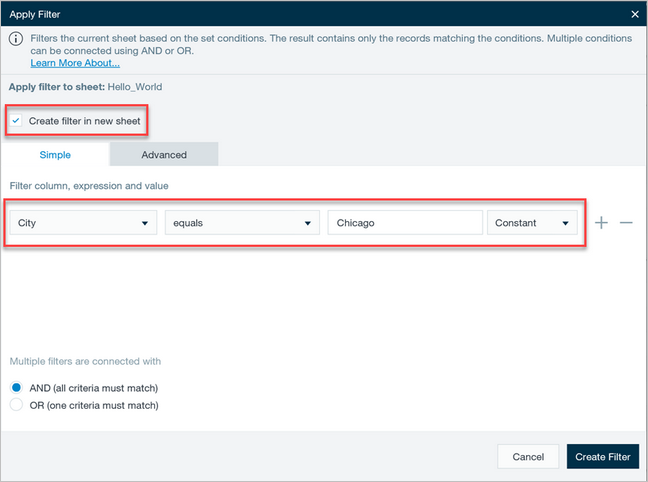 Apply Filter
Filters the current sheet based on the set conditions. The result contains only the records matching the conditions. Multiple conditions
can be connected using AND or OR.
Learn More About...
Apply filter to sheet: Hello_World
Create filter in new sheet
Simple Advanced
Filter column, expression and value
City equals Chicago Constant
Multiple filters are connected with
AND (all criteria must match)
OR (one criteria must match)
Cancel Create Filter